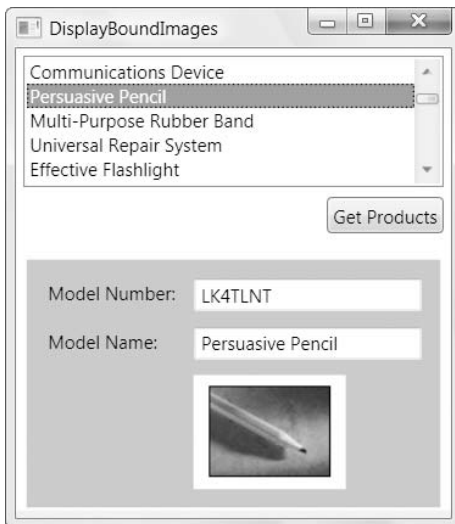 DisplayBoundImages
Communications Device
Persuasive Pencil
Multi-Purpose Rubber Band
Universal Repair System
Effective Flashlight
Get Products
Model Number: LK4TLNT
Model Name: Persuasive Pencil